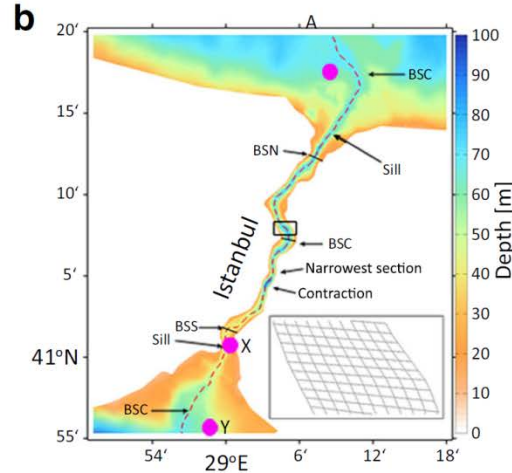 b
A
20'
100
BSC
90
15'
80
BSN
Sill
70
10'
60
Istanbul
BSC
50
5'
Narrowest section
40
Contraction
BSS
30
Sill
X
41°N
20
BSC
10
Y
55'
0
54'
29°E
6'
12'
18'
Depth [m]